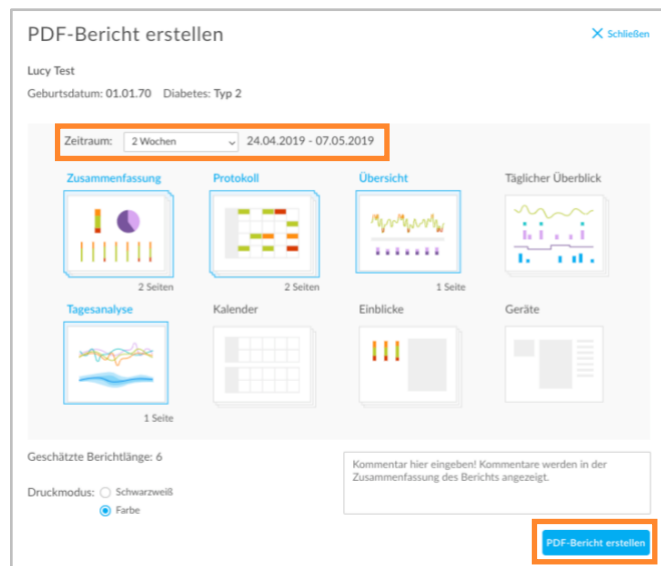 PDF-Bericht erstellen
Schließen
Lucy Test
Geburtsdatum: 01.01.70 Diabetes: Typ 2
Zeitraum: 2 Wochen 24.04.2019 - 07.05.2019
Zusammenfassung Protokoll Übersicht Täglicher Überblick
2 Seiten 2 Seiten 1 Seite
Tagesanalyse Kalender Einblicke Geräte
1 Seite
Geschätzte Berichtlänge: 6
Kommentar hier eingeben! Kommentare werden in der
Zusammenfassung des Berichts angezeigt.
Druckmodus: Schwarzweiß
Farbe
PDF-Bericht erstellen